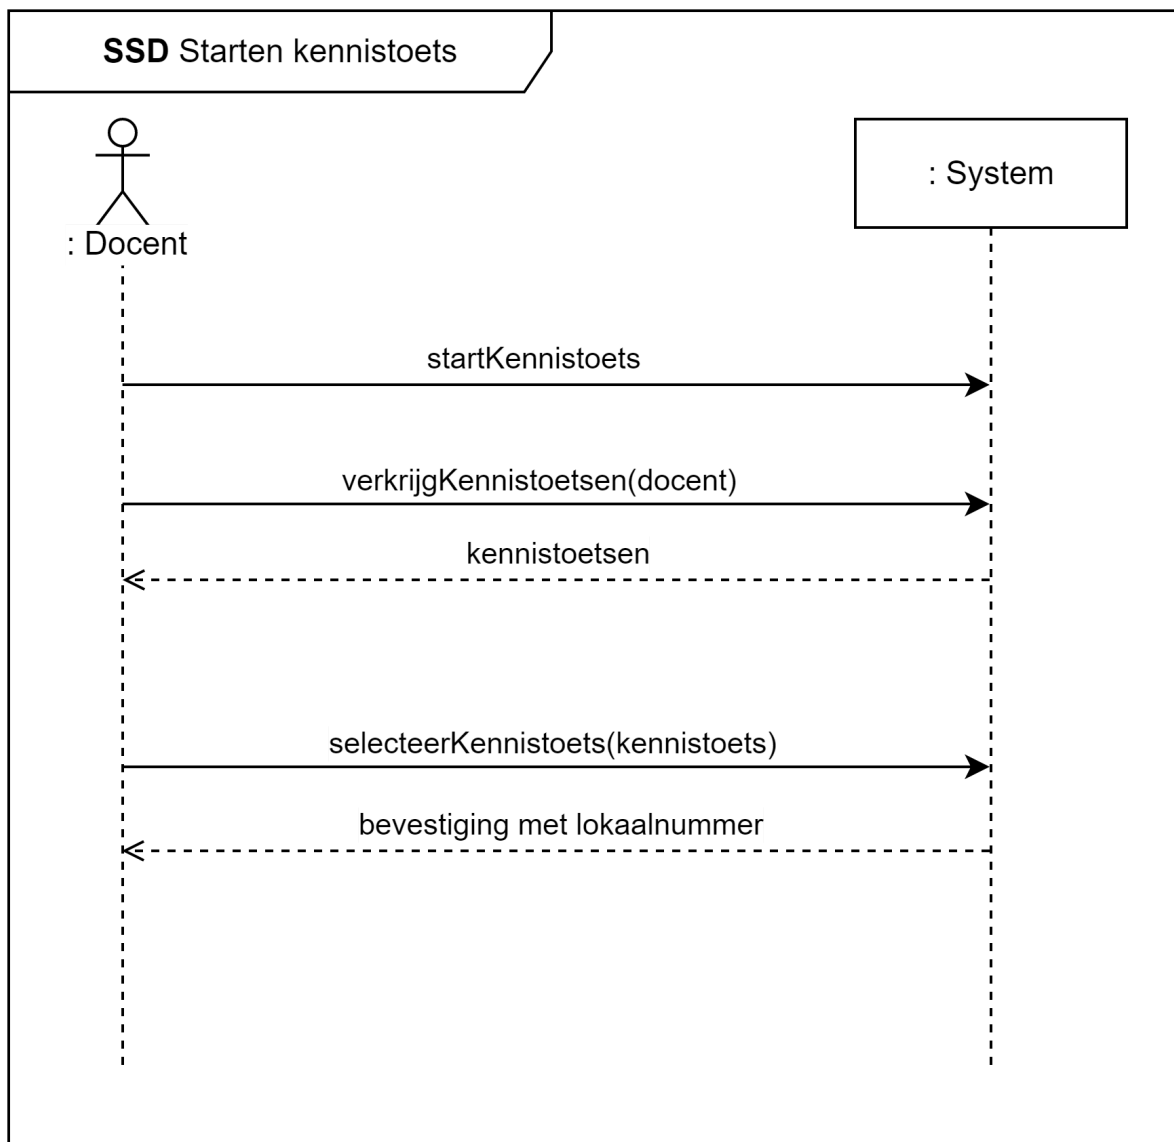 SSD Starten kennistoets
: Docent
: System
startKennistoets
verkrijgKennistoetsen(docent)
kennistoetsen
selecteerKennistoets(kennistoets)
bevestiging met lokaalnummer